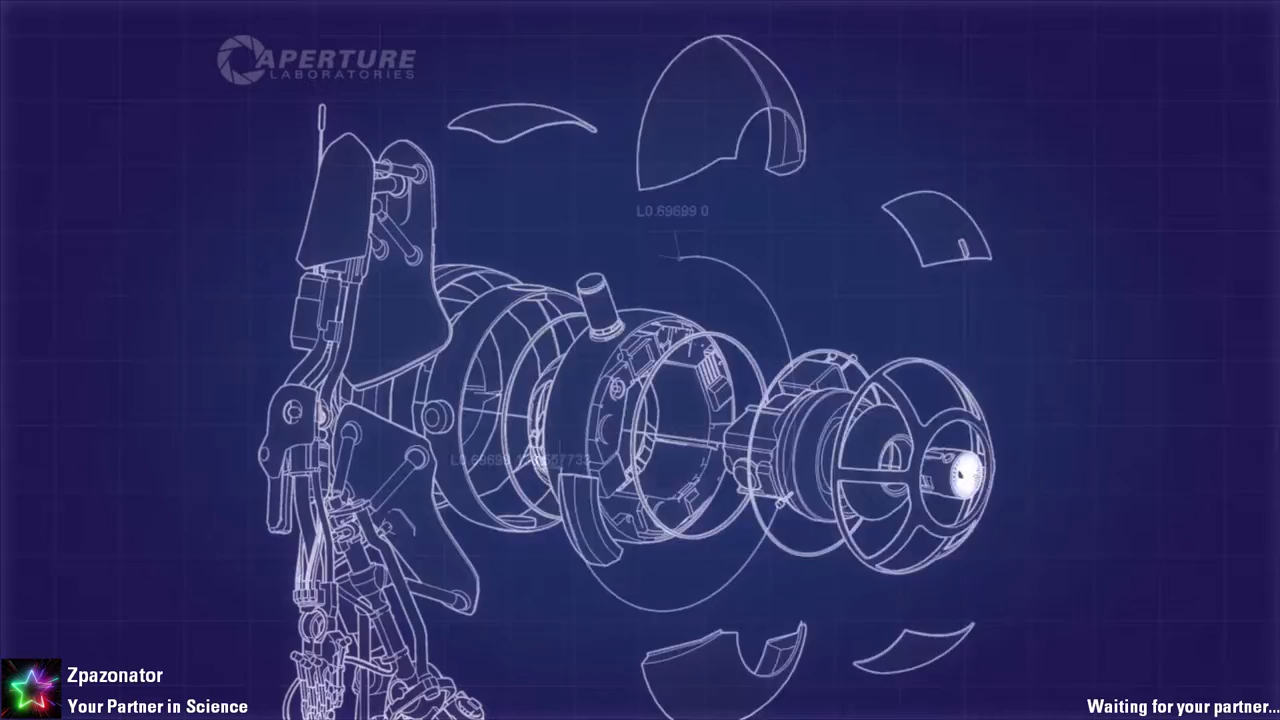 APERTURE
LABORATORIES
L0.69699 0
Zpazonator
Your Partner in Science
Waiting for your partner...